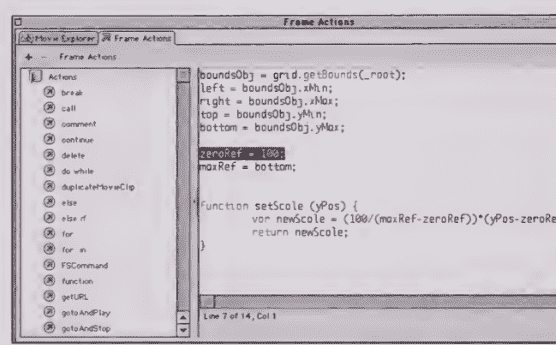 Frame Actions
Movie Explorer
Frame Actions
+ - Frame Actions
Actions
break
call
comment
continue
delete
do while
duplicateMovieClip
else
else if
for
for in
FSCommand
function
getURL
gotoAndPlay
gotoAndStop
boundsObj = grid.getBounds(_root);
left = boundsObj.xMin;
right = boundsObj.xMax;
top = boundsObj.yMin;
bottom = boundsObj.yMax;
zeroRef = 100;
maxRef = bottom;
function setScale (yPos) {
var newScale = (100/(maxRef-zeroRef))*(yPos-zeroRe
return newScale;
}
Line 7 of 14, Col 1